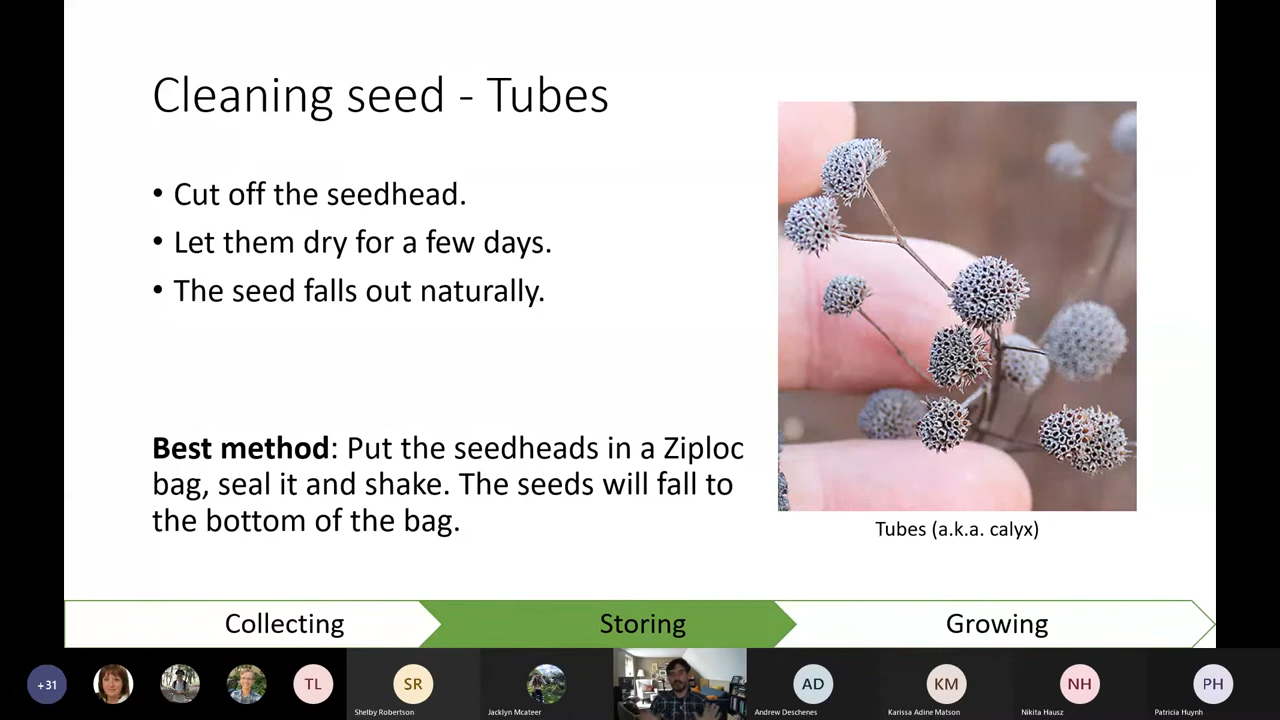 Cleaning seed - Tubes
• Cut off the seedhead.
• Let them dry for a few days.
• The seed falls out naturally.
Best method: Put the seedheads in a Ziploc
bag, seal it and shake. The seeds will fall to
the bottom of the bag.
Tubes (a.k.a. calyx)
Collecting
Storing
Growing
+31
TL
SR
AD
KM
NH
PH
Shelby Robertson
Jacklyn Mcateer
Andrew Deschenes
Karissa Adine Matson
Nikita Hausz
Patricia Huynh